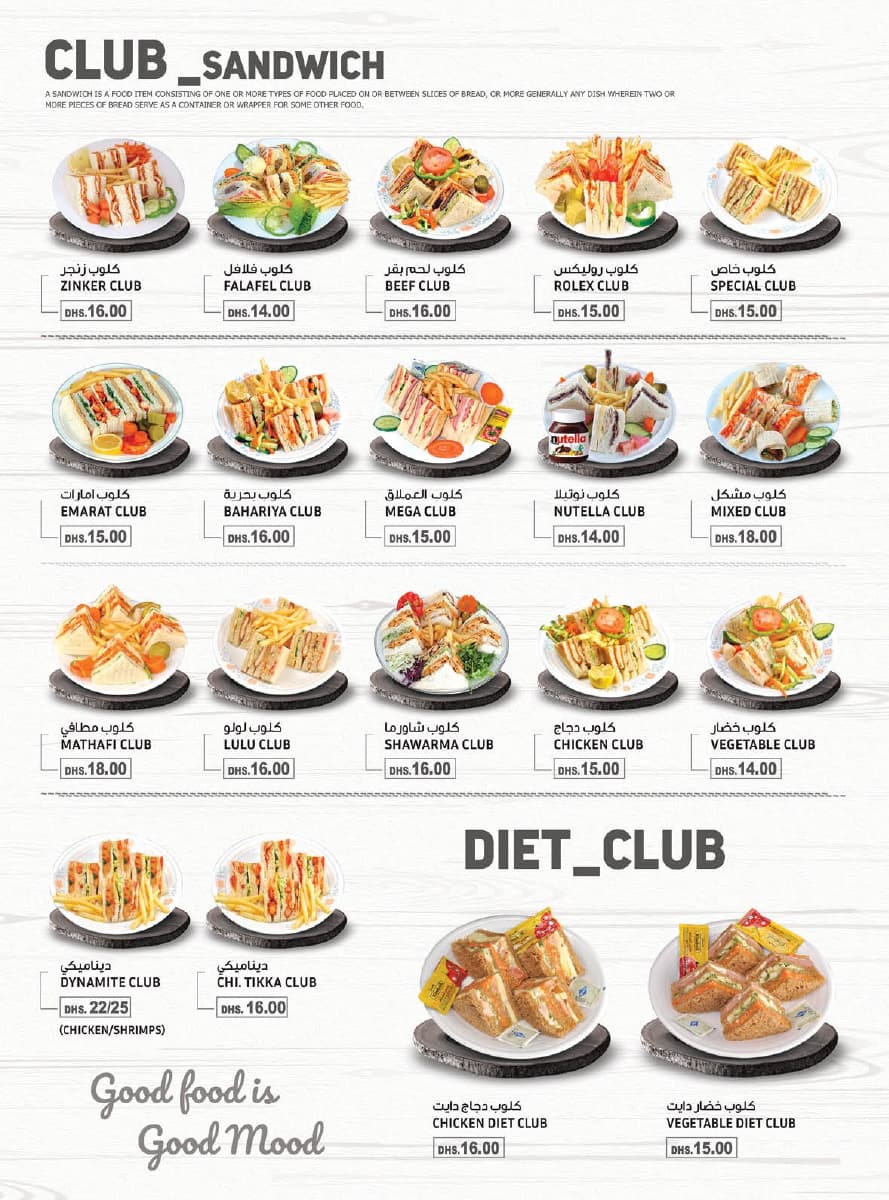 CLUB _SANDWICH
A SANDWICH IS A FOOD ITEM CONSISTING OF ONE OR MORE TYPES OF FOOD PLACED ON OR BETWEEN SLICES OF BREAD, OR MORE GENERALLY ANY DISH WHEREIN TWO OR
MORE PIECES OF BREAD SERVE AS A CONTAINER OR WRAPPER FOR SOME OTHER FOOD.
كلوب زنجر
ZINKER CLUB
DHS.16.00
كلوب فلافل
FALAFEL CLUB
DHS.14.00
كلوب لحم بقر
BEEF CLUB
DHS.16.00
كلوب روليكس
ROLEX CLUB
DHS.15.00
كلوب خاص
SPECIAL CLUB
DHS.15.00
nutella
كلوب امارات
EMARAT CLUB
DHS.15.00
كلوب بحرية
BAHARIYA CLUB
DHS.16.00
كلوب العملاق
MEGA CLUB
DHS.15.00
كلوب نوتيلا
NUTELLA CLUB
DHS.14.00
كلوب مشكل
MIXED CLUB
DHS.18.00
كلوب مطافي
MATHAFI CLUB
DHS.18.00
كلوب لولو
LULU CLUB
DHS.16.00
كلوب شاورما
SHAWARMA CLUB
DHS.16.00
كلوب دجاج
CHICKEN CLUB
DHS.15.00
كلوب خضار
VEGETABLE CLUB
DHS.14.00
ديناميكي
DYNAMITE CLUB
DHS. 22/25
(CHICKEN/SHRIMPS)
ديناميكي
CHI. TIKKA CLUB
DHS. 16.00
DIET_CLUB
كلوب دجاج دايت
CHICKEN DIET CLUB
DHS.16.00
كلوب خضار دايت
VEGETABLE DIET CLUB
DHS.15.00
Good food is
Good Mood